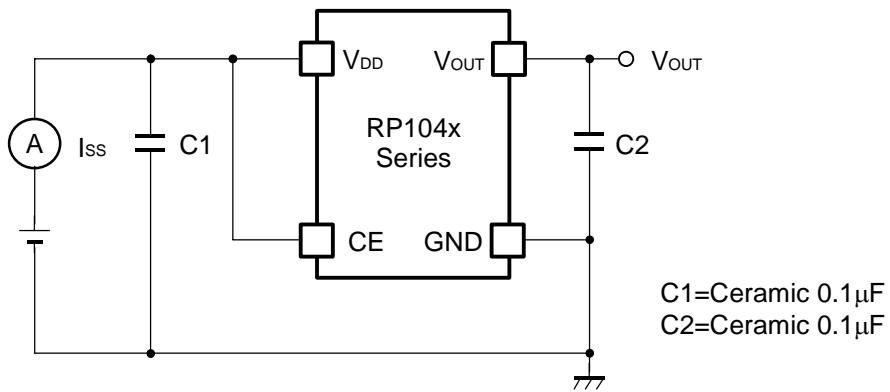 VDD
VOUT
VOUT
A
ISS
C1
RP104x
Series
C2
CE
GND
C1=Ceramic 0.1μF
C2=Ceramic 0.1μF